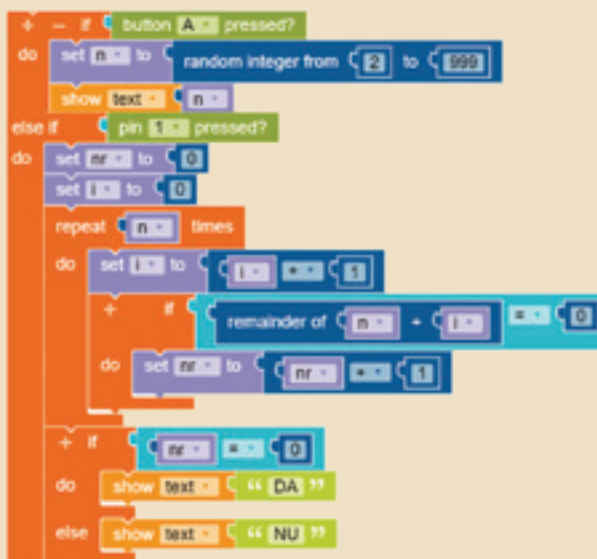 + − if button A pressed?
do set n to random integer from 2 to 999
show text n
else if pin 1 pressed?
do set nr to 0
set i to 0
repeat n times
do set i to i + 1
+ if remainder of n ÷ i = 0
do set nr to nr + 1
+ if nr = 0
do show text “ DA ”
else show text “ NU ”